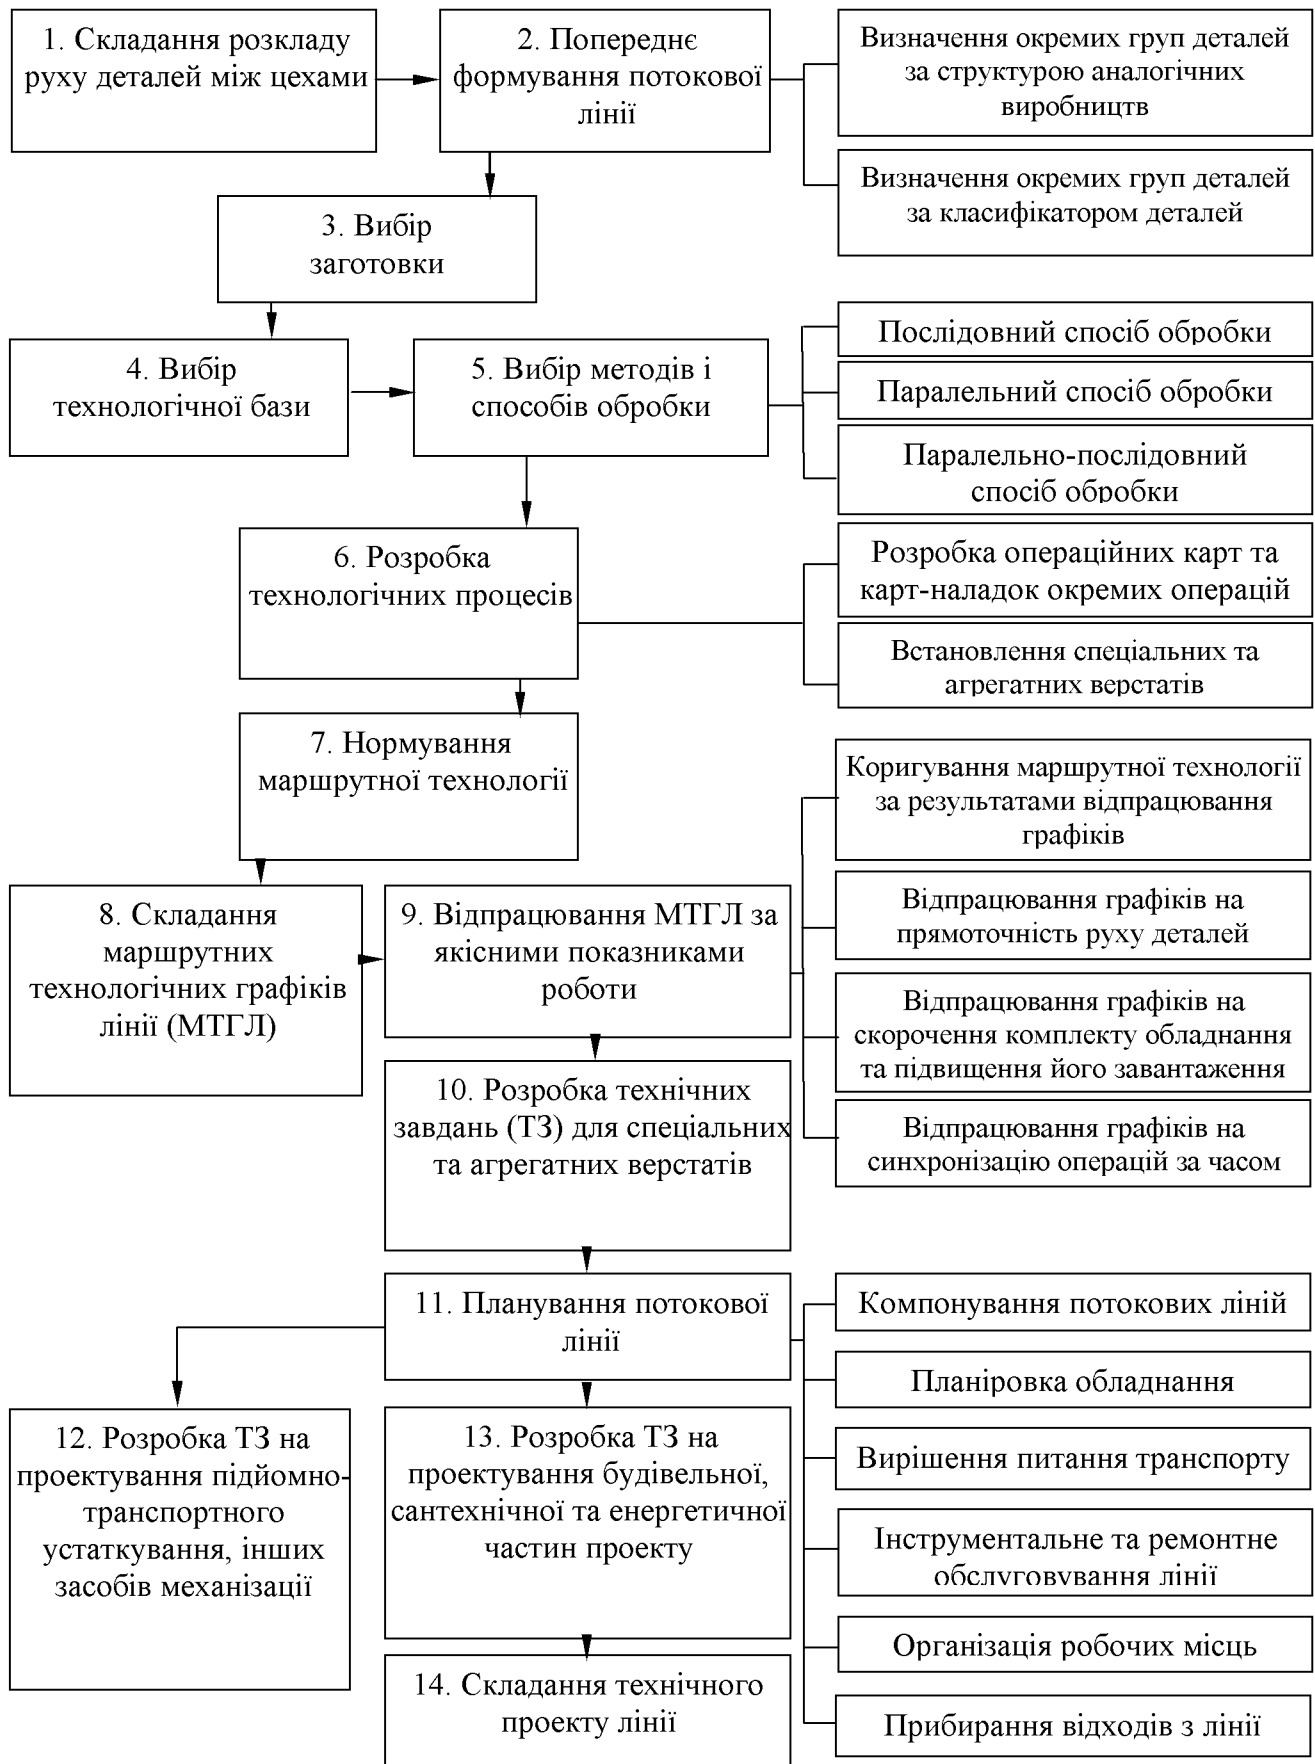 1. Складання розкладу
руху деталей між цехами
2. Попереднє
формування потокової
лінії
Визначення окремих груп деталей
за структурою аналогічних
виробництв
Визначення окремих груп деталей
за класифікатором деталей
3. Вибір
заготовки
4. Вибір
технологічної бази
5. Вибір методів і
способів обробки
Послідовний спосіб обробки
Паралельний спосіб обробки
Паралельно-послідовний
спосіб обробки
6. Розробка
технологічних процесів
Розробка операційних карт та
карт-наладок окремих операцій
Встановлення спеціальних та
агрегатних верстатів
7. Нормування
маршрутної технології
8. Складання
маршрутних
технологічних графіків
лінії (МТГЛ)
9. Відпрацювання МТГЛ за
якісними показниками
роботи
Коригування маршрутної технології
за результатами відпрацювання
графіків
Відпрацювання графіків на
прямоточність руху деталей
Відпрацювання графіків на
скорочення комплекту обладнання
та підвищення його завантаження
Відпрацювання графіків на
синхронізацію операцій за часом
10. Розробка технічних
завдань (ТЗ) для спеціальних
та агрегатних верстатів
11. Планування потокової
лінії
Компонування потокових ліній
Планіровка обладнання
Вирішення питання транспорту
Інструментальне та ремонтне
обслуговування лінії
Організація робочих місць
Прибирання відходів з лінії
12. Розробка ТЗ на
проектування підйомно-
транспортного
устаткування, інших
засобів механізації
13. Розробка ТЗ на
проектування будівельної,
сантехнічної та енергетичної
частин проекту
14. Складання технічного
проекту лінії